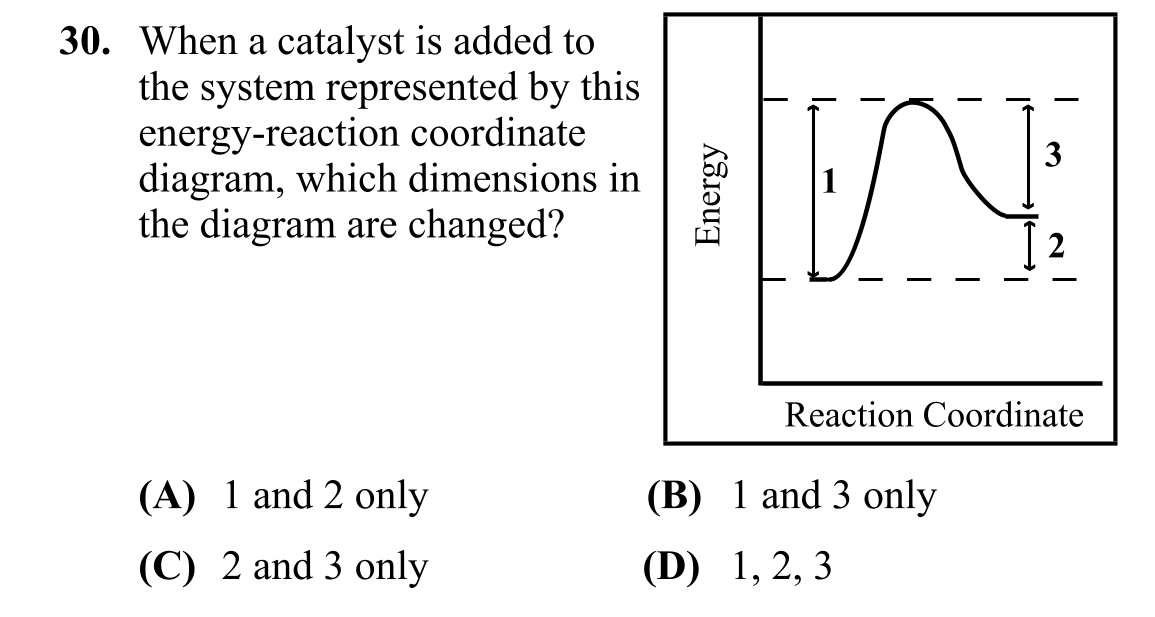 30. When a catalyst is added to
the system represented by this
energy-reaction coordinate
diagram, which dimensions in
the diagram are changed?
Energy
1
3
2
Reaction Coordinate
(A) 1 and 2 only (B) 1 and 3 only
(C) 2 and 3 only (D) 1, 2, 3